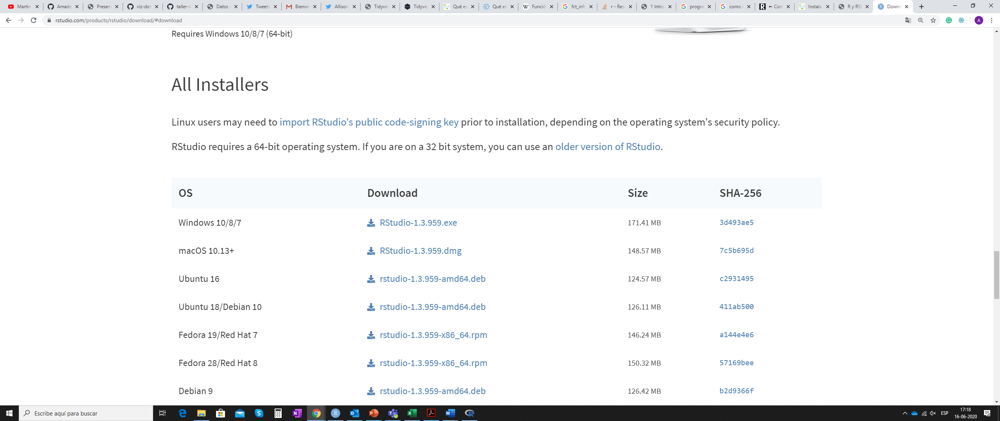 Martin
Amade
Presen
viz-dat
taller-i
Datos
Tweets
Bienve
Allison
Tidyve
Tidyve
Qué es
Qué es
Funció
fct_inf
r - Reo
1 Intro
progra
como i
Com
Instala
R y RSt
Downl
rstudio.com/products/rstudio/download/#download
Requires Windows 10/8/7 (64-bit)
All Installers
Linux users may need to import RStudio's public code-signing key prior to installation, depending on the operating system's security policy.
RStudio requires a 64-bit operating system. If you are on a 32 bit system, you can use an older version of RStudio.
OS Download Size SHA-256
Windows 10/8/7 RStudio-1.3.959.exe 171.41 MB 3d493ae5
macOS 10.13+ RStudio-1.3.959.dmg 148.57 MB 7c5b695d
Ubuntu 16 rstudio-1.3.959-amd64.deb 124.57 MB c2931495
Ubuntu 18/Debian 10 rstudio-1.3.959-amd64.deb 126.11 MB 411ab500
Fedora 19/Red Hat 7 rstudio-1.3.959-x86_64.rpm 146.24 MB a144e4e6
Fedora 28/Red Hat 8 rstudio-1.3.959-x86_64.rpm 150.32 MB 57169bee
Debian 9 rstudio-1.3.959-amd64.deb 126.42 MB b2d9366f
Escribe aquí para buscar
ESP
17:18
16-06-2020